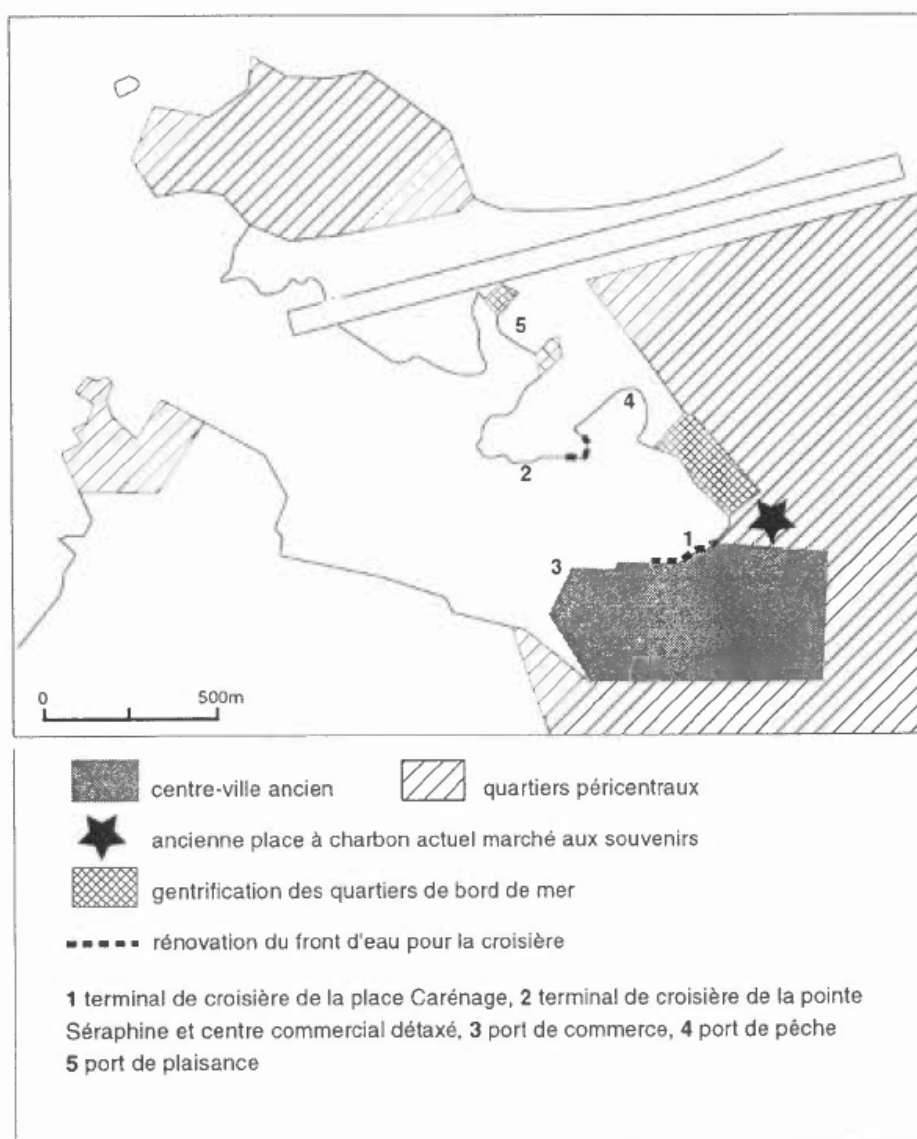 5
4
2
1
3
0 500m
centre-ville ancien quartiers péricentraux
ancienne place à charbon actuel marché aux souvenirs
gentrification des quartiers de bord de mer
rénovation du front d'eau pour la croisière
1 terminal de croisière de la place Carénage, 2 terminal de croisière de la pointe
Séraphine et centre commercial détaxé, 3 port de commerce, 4 port de pêche
5 port de plaisance